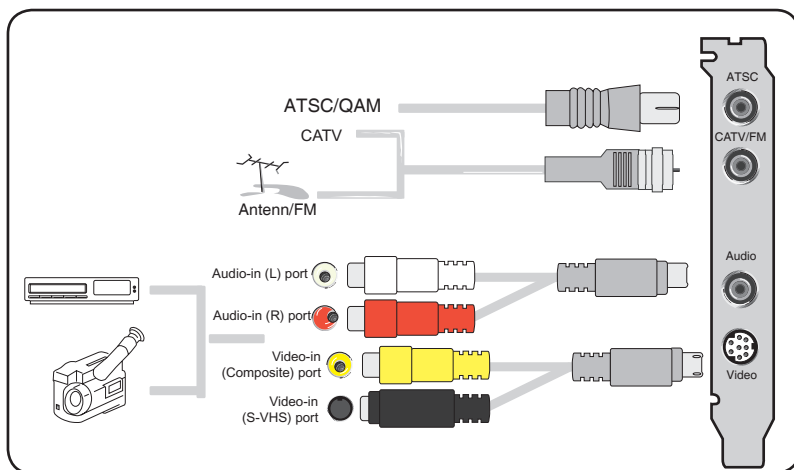 ATSC/QAM
CATV
Antenn/FM
Audio-in (L) port
Audio-in (R) port
Video-in
(Composite) port
Video-in
(S-VHS) port
ATSC
CATV/FM
Audio
Video